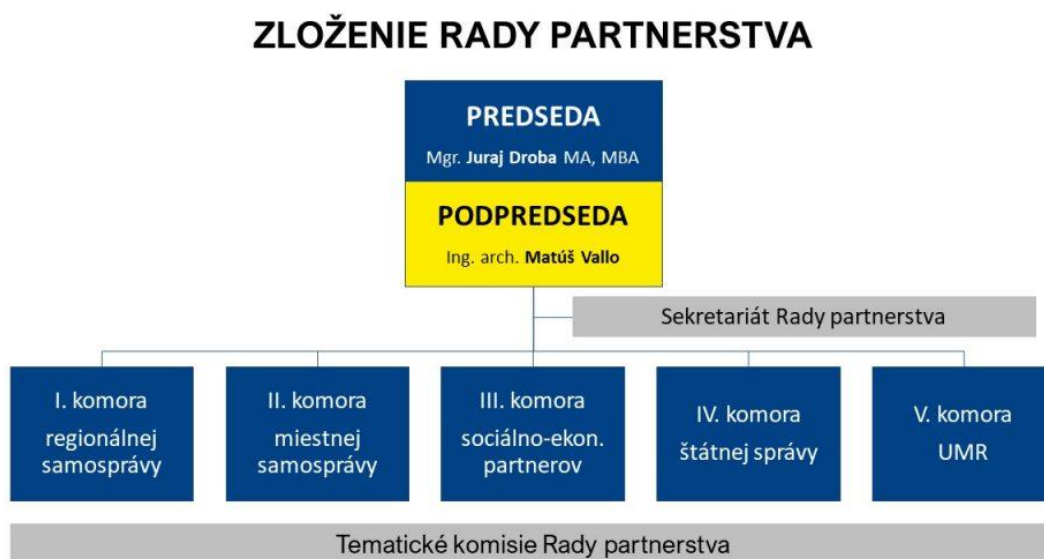 ZLOŽENIE RADY PARTNERSTVA
PREDSEDA
Mgr. Juraj Droba MA, MBA
PODPREDSEDA
Ing. arch. Matúš Vallo
Sekretariát Rady partnerstva
I. komora
regionálnej
samosprávy
II. komora
miestnej
samosprávy
III. komora
sociálno-ekon.
partnerov
IV. komora
štátnej správy
V. komora
UMR
Tematické komisie Rady partnerstva